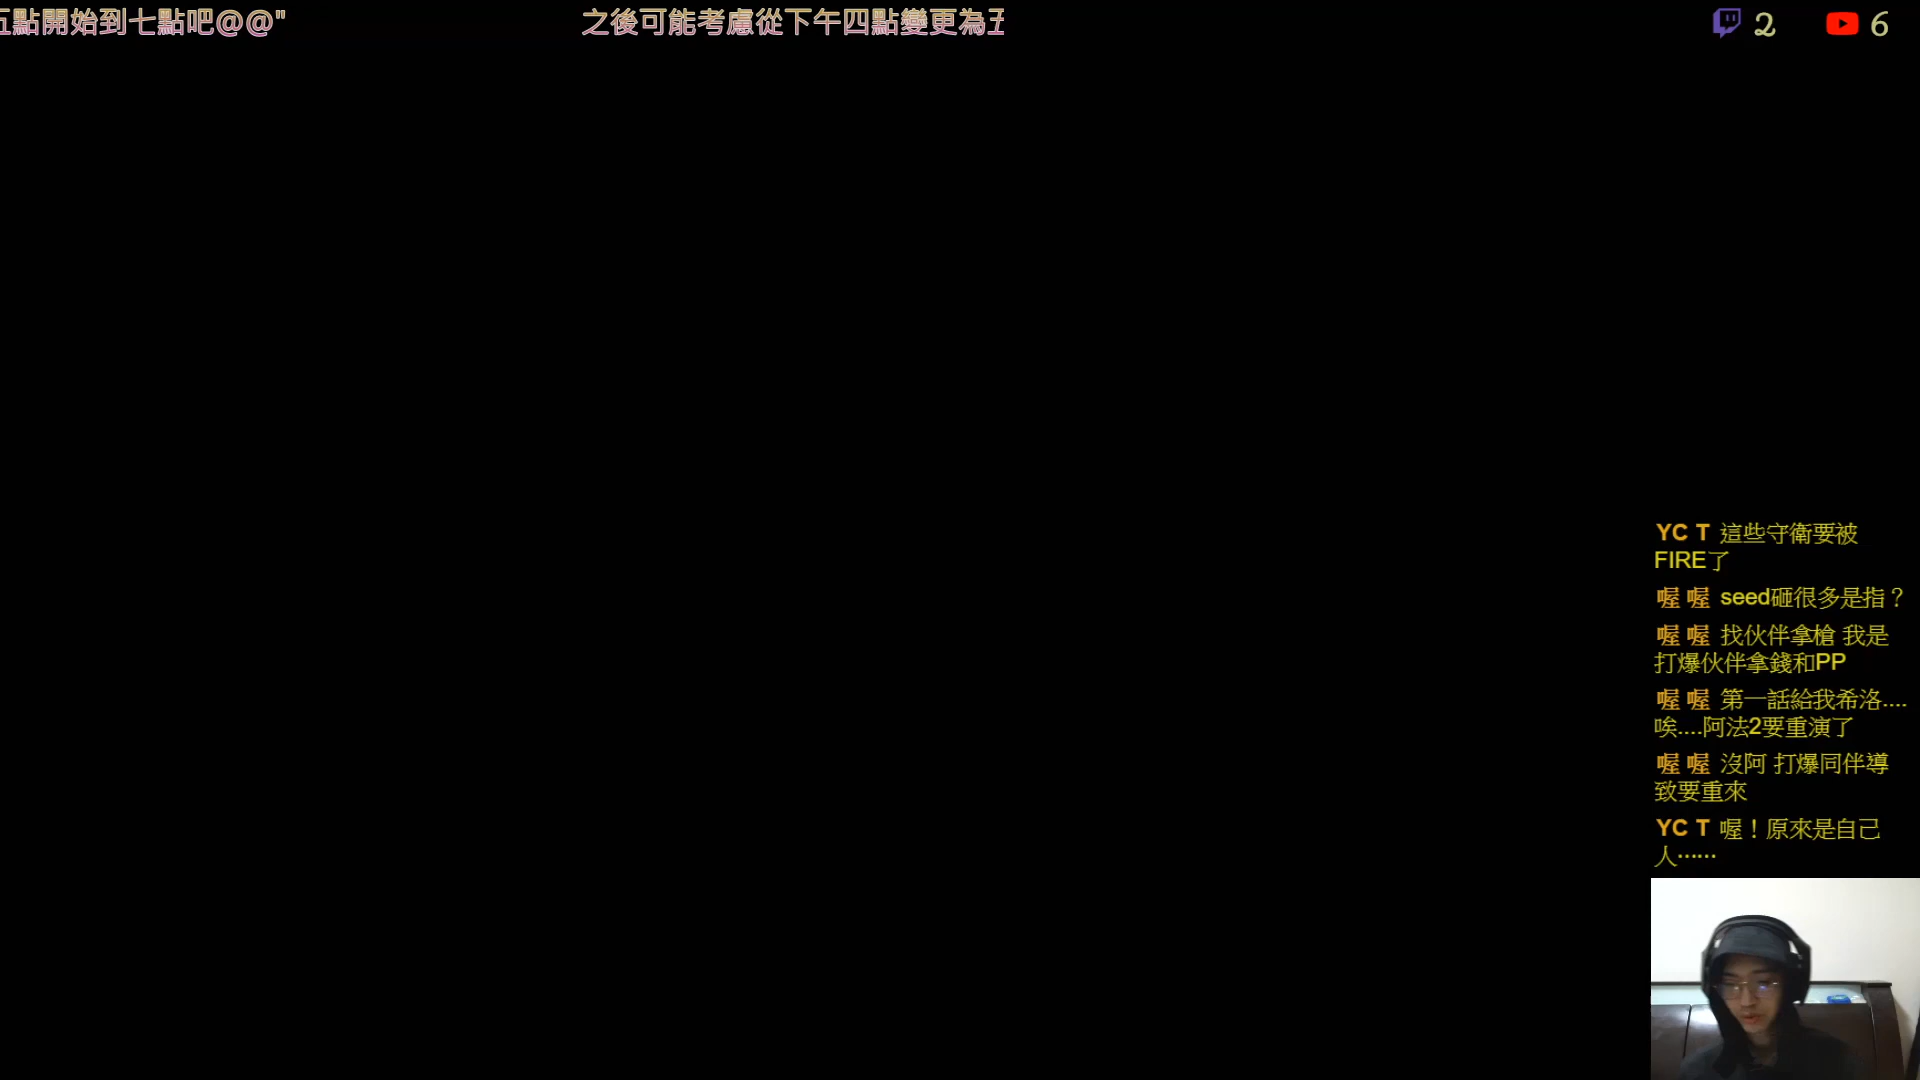 五點開始到七點吧@@"
之後可能考慮從下午四點變更為五
2
6
YC T 這些守衛要被
FIRE了
喔 喔 seed砸很多是指？
喔 喔 找伙伴拿槍 我是
打爆伙伴拿錢和PP
喔 喔 第一話給我希洛....
唉....阿法2要重演了
喔 喔 沒阿 打爆同伴導
致要重來
YC T 喔！原來是自己
人⋯⋯